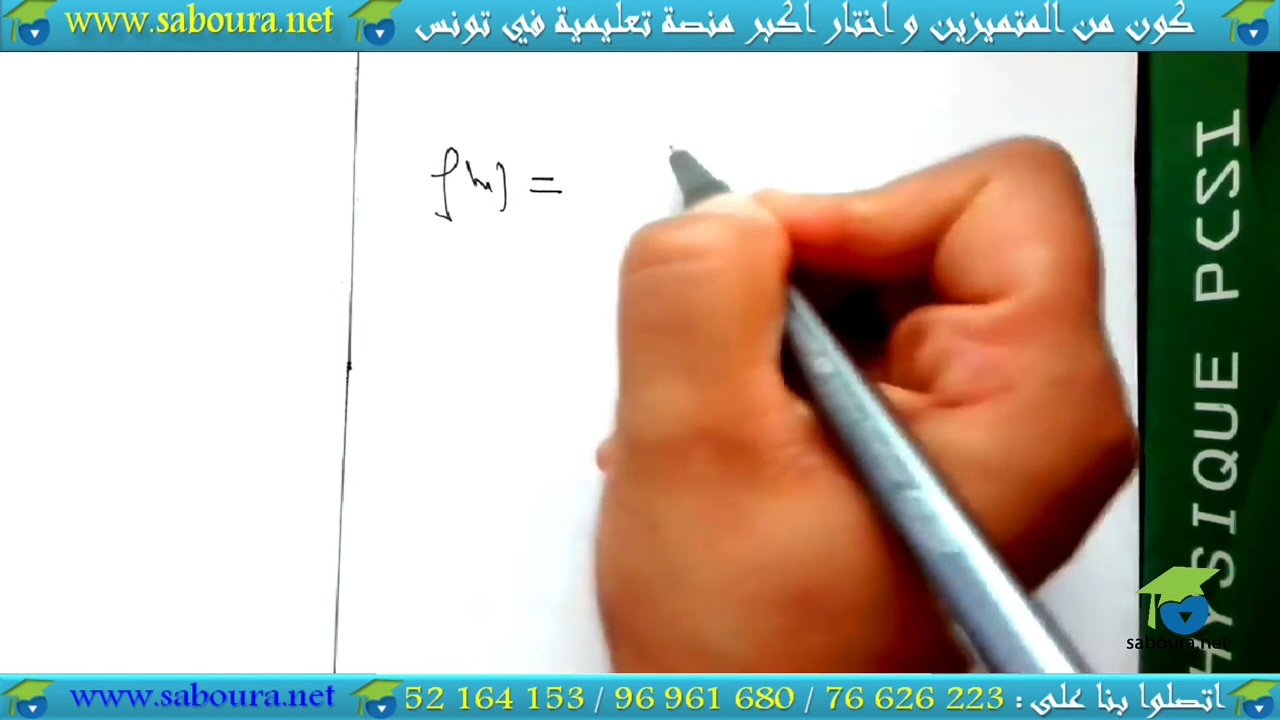 www.saboura.net كون من المتميزين و اختار اكبر منصة تعليمية في تونس
f(x) =
PHYSIQUE PCSI
saboura.net
www.saboura.net 52 164 153 / 96 961 680 / 76 626 223 اتصلوا بنا على :